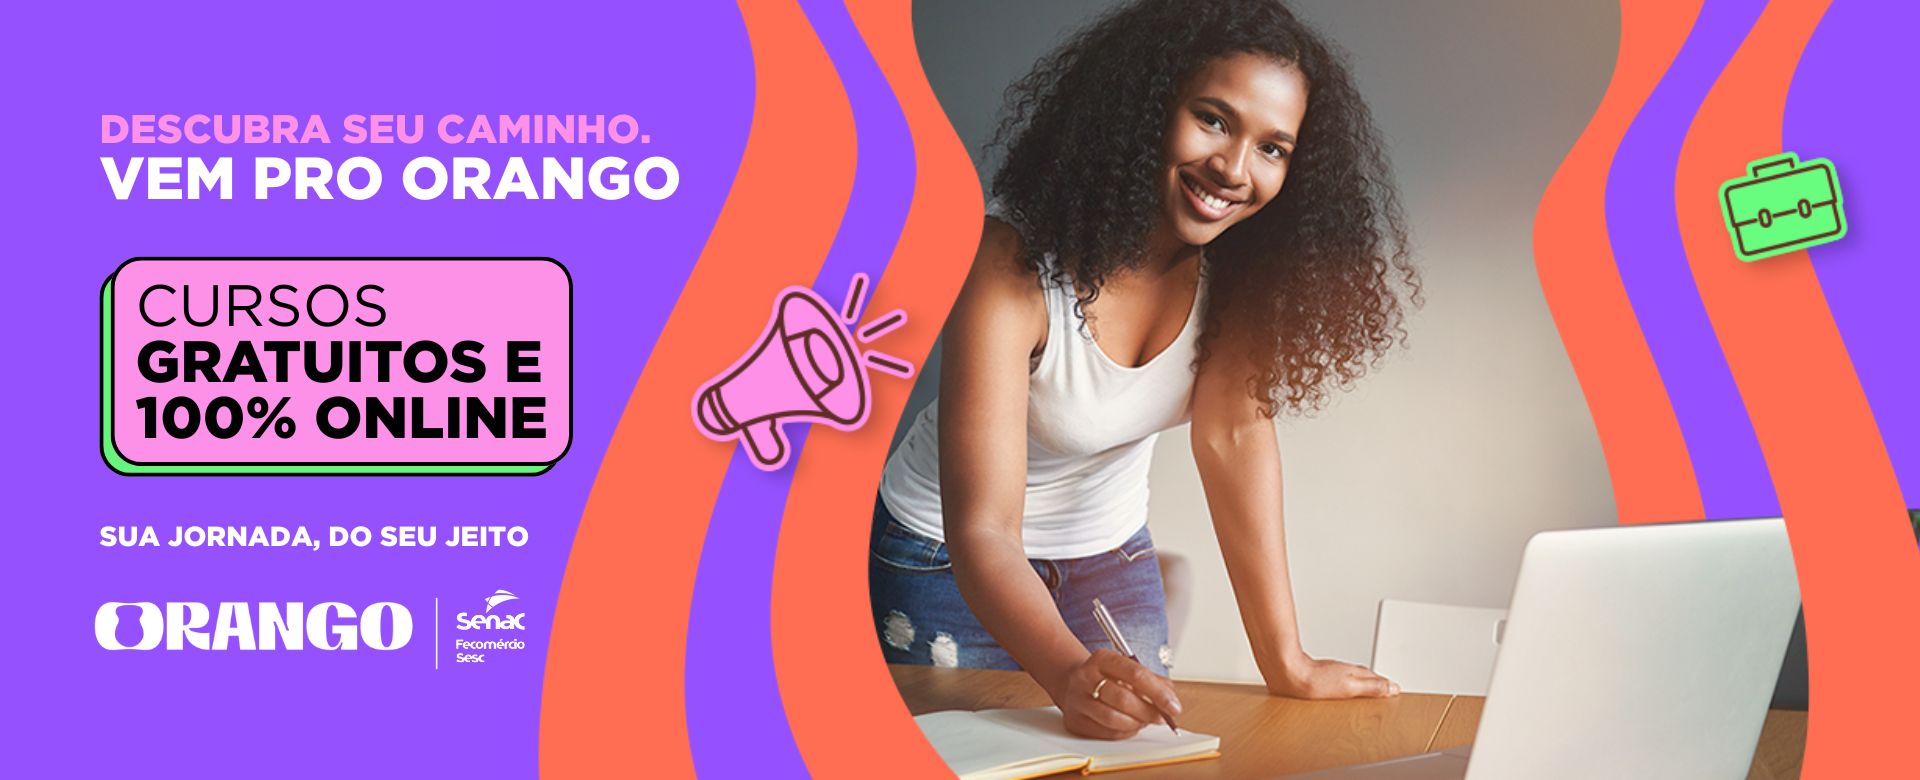 DESCUBRA SEU CAMINHO.
VEM PRO ORANGO
CURSOS
GRATUITOS E
100% ONLINE
SUA JORNADA, DO SEU JEITO
ORANGO
Senac
Fecomércio
Sesc